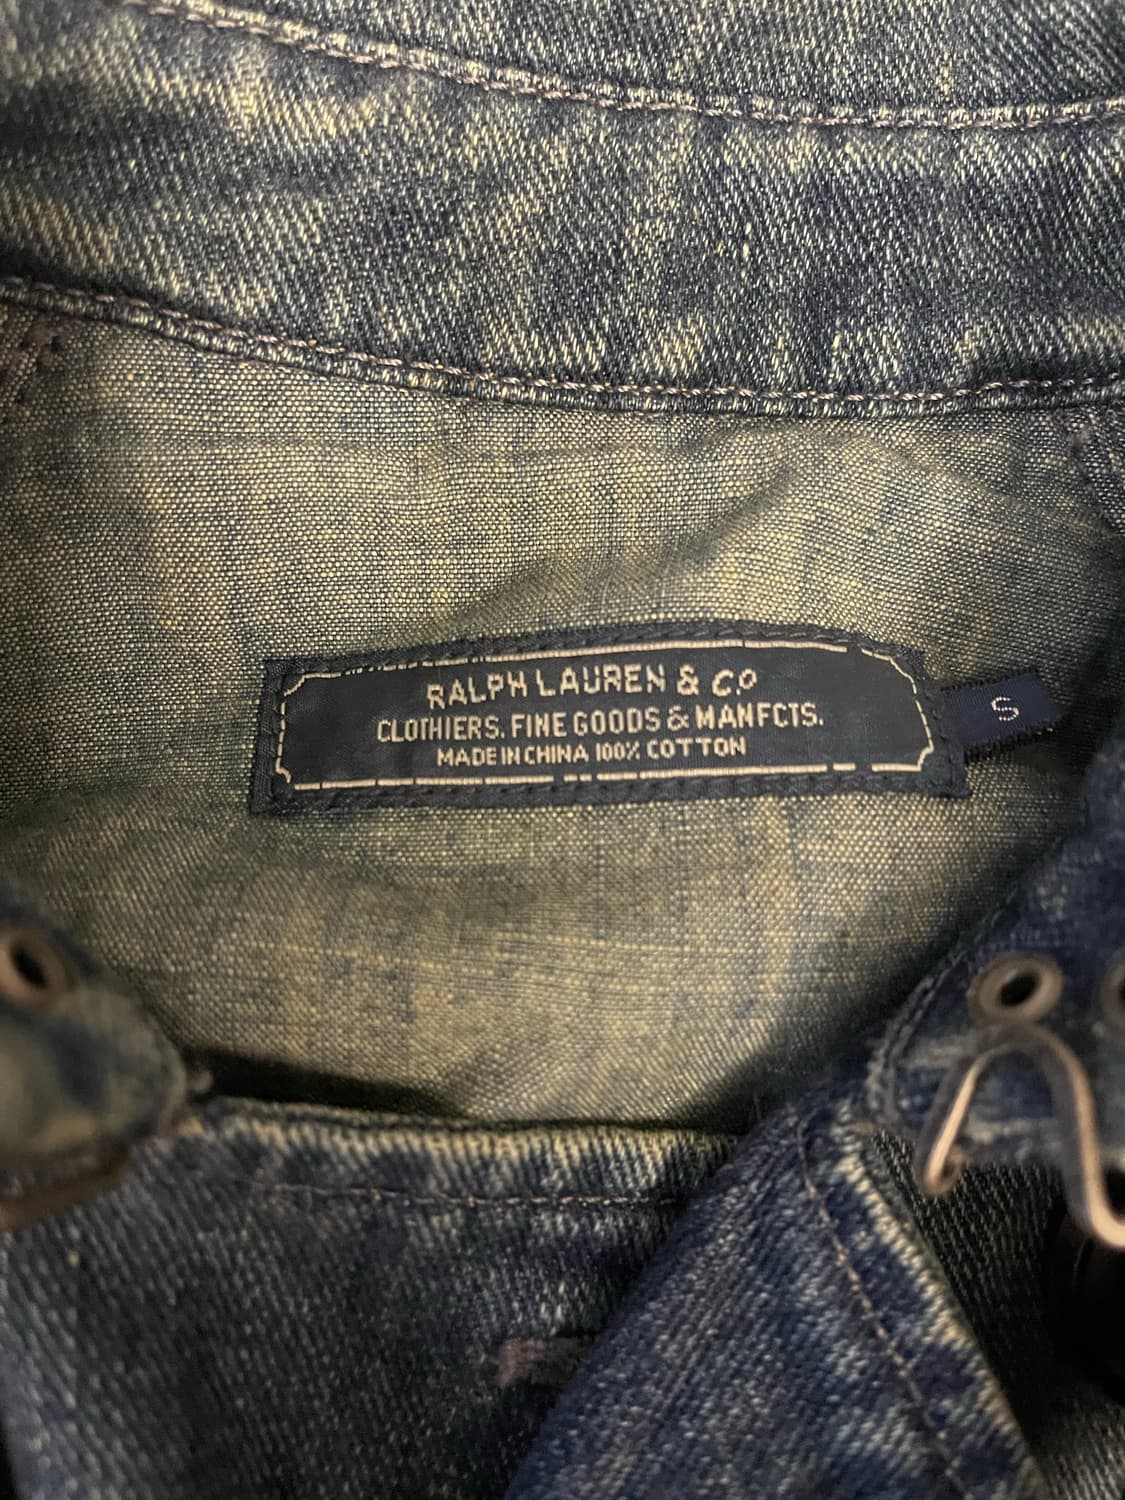 RALPH LAUREN & Cº
CLOTHIERS. FINE GOODS & MANFCTS.
MADE IN CHINA 100% COTTON
S